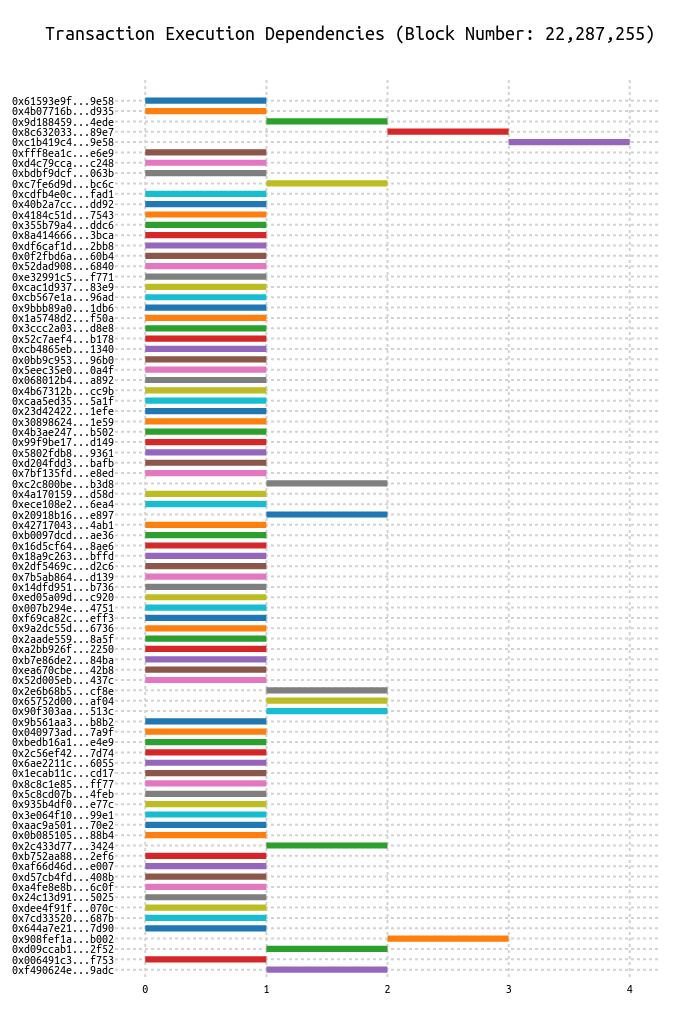 Transaction Execution Dependencies (Block Number: 22,287,255)
0x61593e9f...9e58
0x4b07716b...d935
0x9d188459...4ede
0x8c632033...89e7
0xc1b419c4...9e58
0xfff8ea1c...e6e9
0xd4c79cca...c248
0xbdbf9dcf...063b
0xc7fe6d9d...bc6c
0xcdfb4e0c...fad1
0x40b2a7cc...dd92
0x4184c51d...7543
0x355b79a4...ddc6
0x8a414666...3bca
0xdf6caf1d...2bb8
0x0f2fbd6a...60b4
0x52dad908...6840
0xe32991c5...f771
0xcac1d937...83e9
0xcb567e1a...96ad
0x9bbb89a0...1db6
0x1a5748d2...f50a
0x3ccc2a03...d8e8
0x52c7aef4...b178
0xcb4865eb...1340
0x0bb9c953...96b0
0x5eec35e0...0a4f
0x068012b4...a892
0x4b67312b...cc9b
0xcaa5ed35...5a1f
0x23d42422...1efe
0x30898624...1e59
0x4b3ae247...b502
0x99f9be17...d149
0x5802fdb8...9361
0xd204fdd3...bafb
0x7bf135fd...e8ed
0xc2c800be...b3d8
0x4a170159...d58d
0xece108e2...6ea4
0x20918b16...e897
0x42717043...4ab1
0xb0097dcd...ae36
0x16d5cf64...8ae6
0x18a9c263...bffd
0x2df5469c...d2c6
0x7b5ab864...d139
0x14dfd951...b736
0xed05a09d...c920
0x007b294e...4751
0xf69ca82c...eff3
0x9a2dc55d...6736
0x2aade559...8a5f
0xa2bb926f...2250
0xb7e86de2...84ba
0xea670cbe...42b8
0x52d005eb...437c
0x2e6b68b5...cf8e
0x65752d00...af04
0x90f303aa...513c
0x9b561aa3...b8b2
0x040973ad...7a9f
0xbedb16a1...e4e9
0x2c56ef42...7d74
0x6ae2211c...6055
0x1ecab11c...cd17
0x8c8c1e85...ff77
0x5c8cd07b...4feb
0x935b4df0...e77c
0x3e064f10...99e1
0xaac9a501...70e2
0x0b085105...88b4
0x2c433d77...3424
0xb752aa88...2ef6
0xaf66d46d...e007
0xd57cb4fd...408b
0xa4fe8e8b...6c0f
0x24c13d91...5025
0xdee4f91f...070c
0x7cd33520...687b
0x644a7e21...7d90
0x908fef1a...b002
0xd09ccab1...2f52
0x006491c3...f753
0xf490624e...9adc
0 1 2 3 4